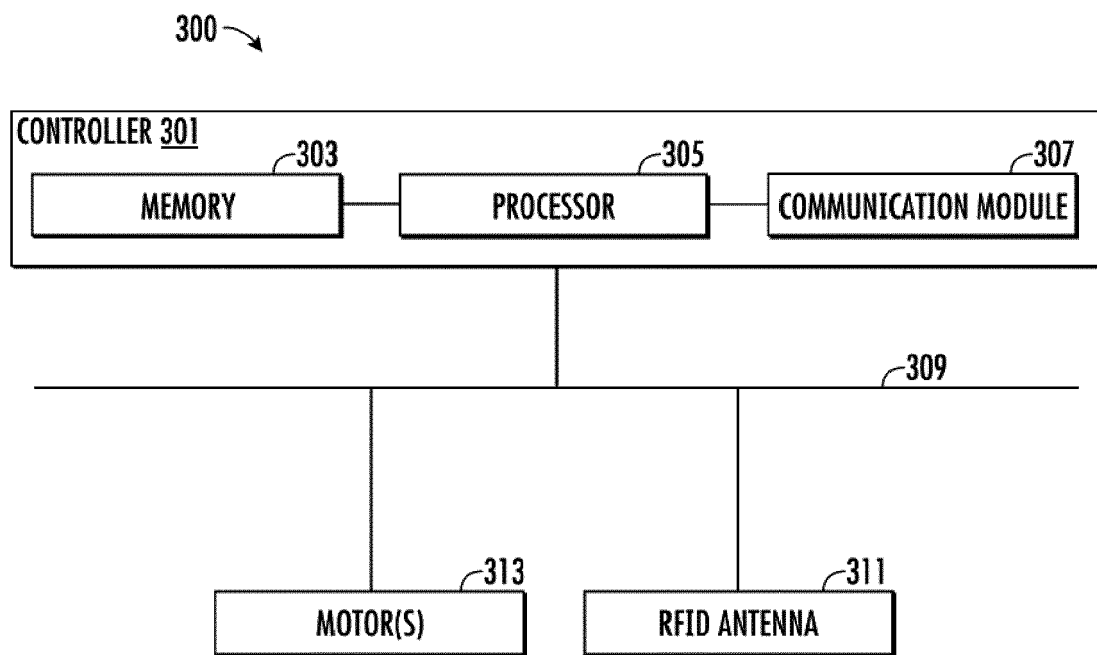 300
CONTROLLER 301
303
305
307
MEMORY
PROCESSOR
COMMUNICATION MODULE
309
313
311
MOTOR(S)
RFID ANTENNA